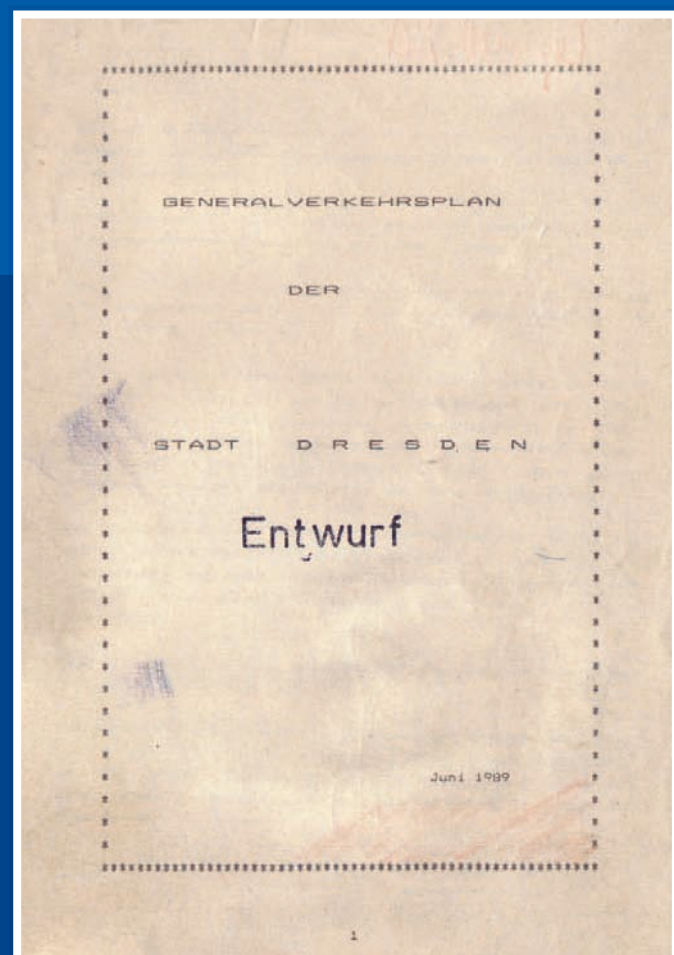 GENERALVERKEHRSPLAN
DER
STADT DRESDEN
Entwurf
Juni 1989
1